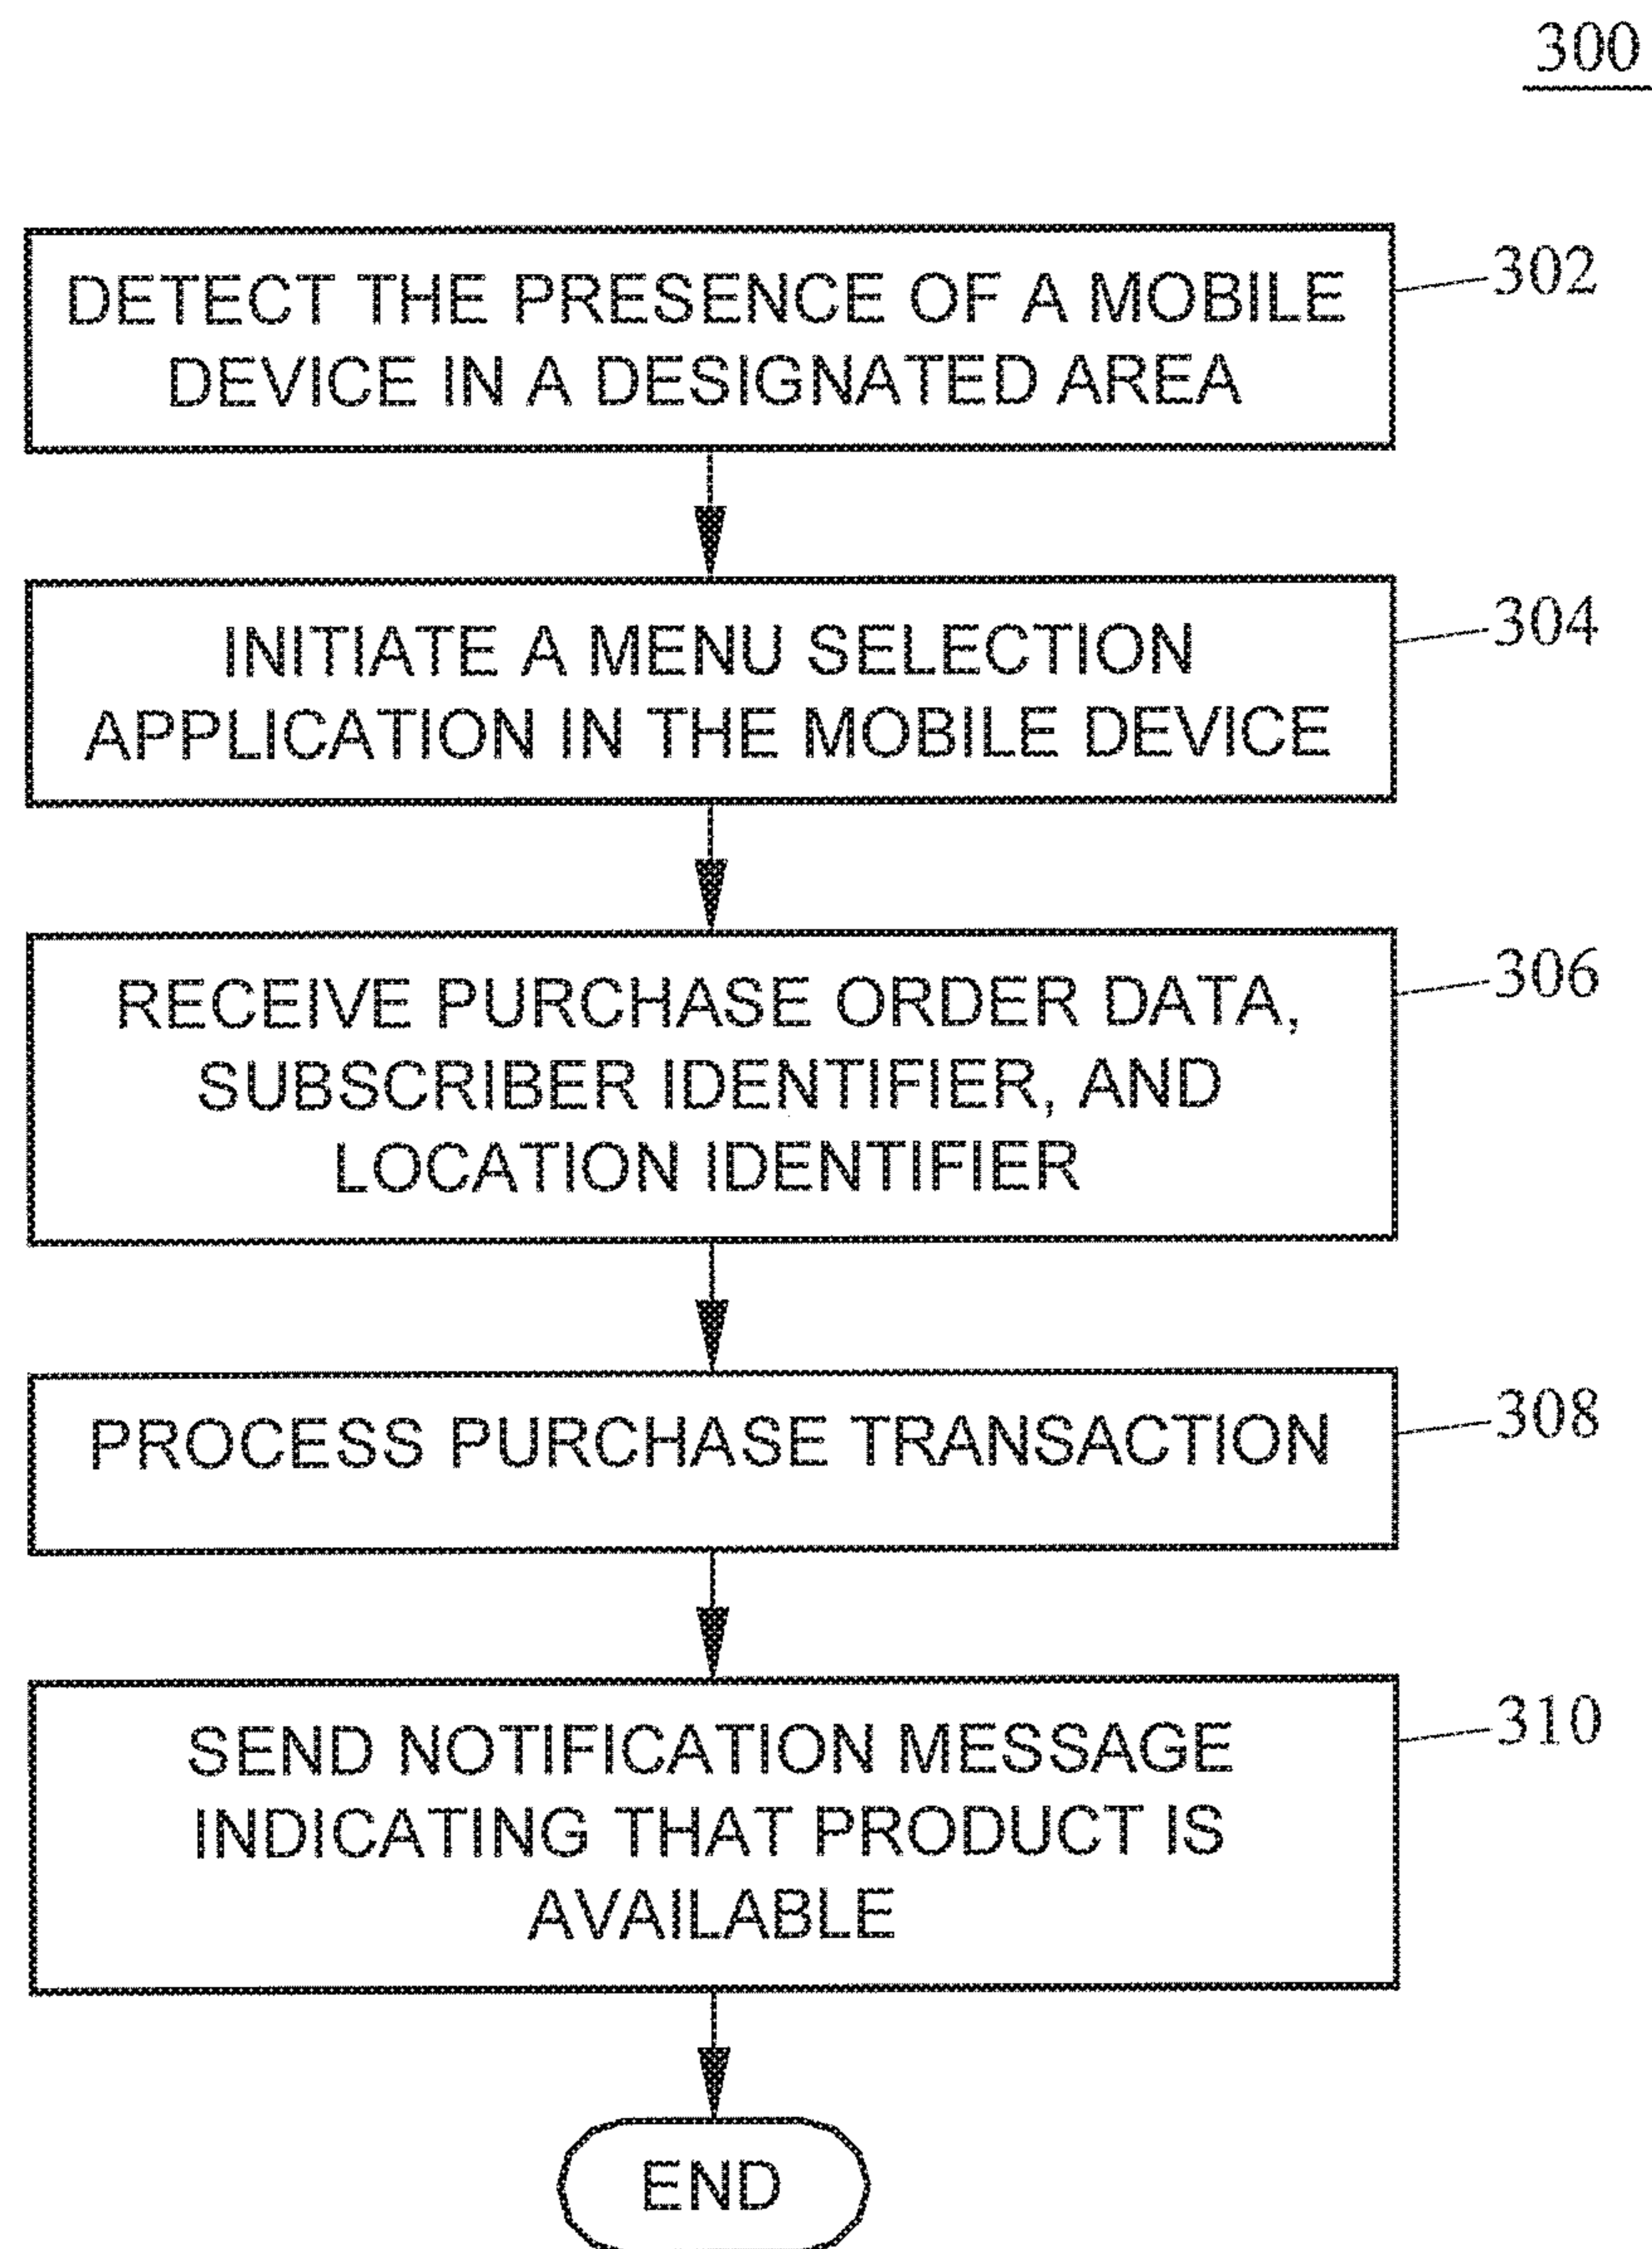 300
DETECT THE PRESENCE OF A MOBILE
DEVICE IN A DESIGNATED AREA
302
INITIATE A MENU SELECTION
APPLICATION IN THE MOBILE DEVICE
304
RECEIVE PURCHASE ORDER DATA,
SUBSCRIBER IDENTIFIER, AND
LOCATION IDENTIFIER
306
PROCESS PURCHASE TRANSACTION
308
SEND NOTIFICATION MESSAGE
INDICATING THAT PRODUCT IS
AVAILABLE
310
END